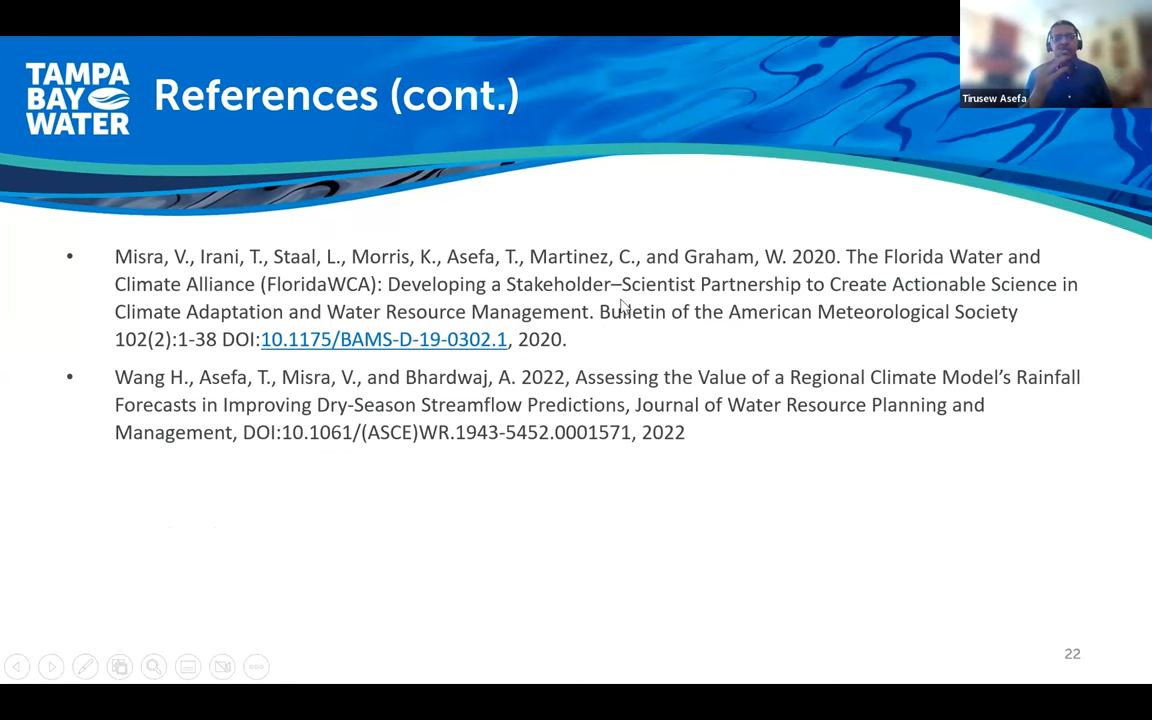 TAMPA
BAY
WATER
References (cont.)
Tirusew Asefa
• Misra, V., Irani, T., Staal, L., Morris, K., Asefa, T., Martinez, C., and Graham, W. 2020. The Florida Water and
Climate Alliance (FloridaWCA): Developing a Stakeholder–Scientist Partnership to Create Actionable Science in
Climate Adaptation and Water Resource Management. Bulletin of the American Meteorological Society
102(2):1-38 DOI:10.1175/BAMS-D-19-0302.1, 2020.
• Wang H., Asefa, T., Misra, V., and Bhardwaj, A. 2022, Assessing the Value of a Regional Climate Model’s Rainfall
Forecasts in Improving Dry-Season Streamflow Predictions, Journal of Water Resource Planning and
Management, DOI:10.1061/(ASCE)WR.1943-5452.0001571, 2022
22